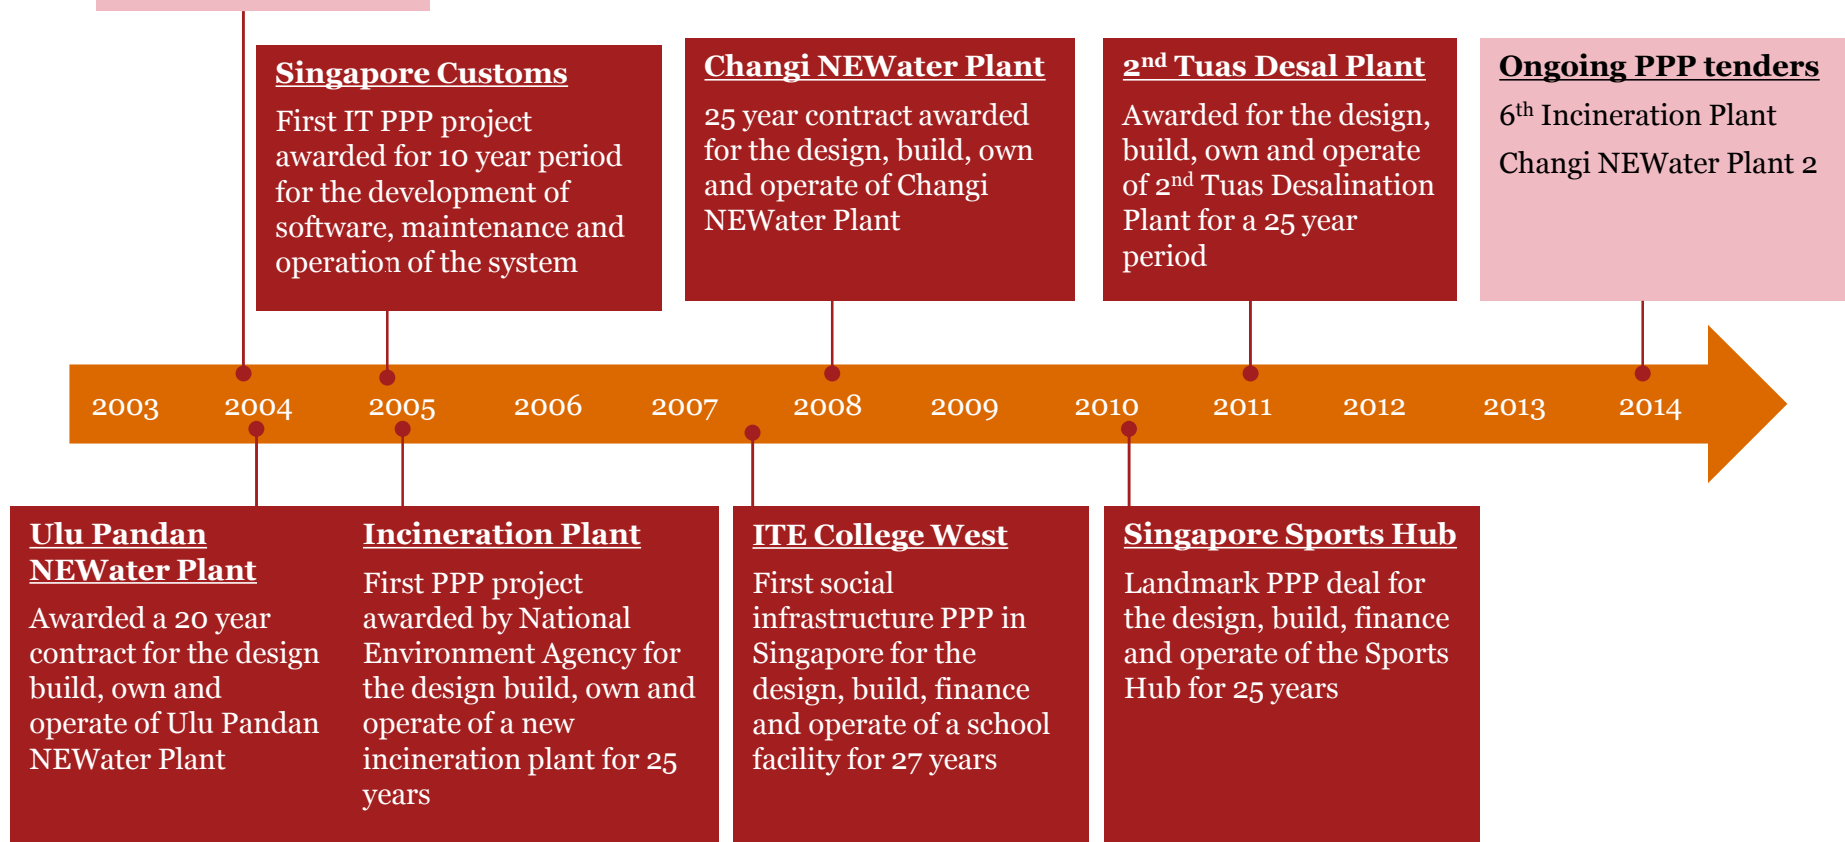 Singapore Customs
First IT PPP project
awarded for 10 year period
for the development of
software, maintenance and
operation of the system
Changi NEWater Plant
25 year contract awarded
for the design, build, own
and operate of Changi
NEWater Plant
2nd Tuas Desal Plant
Awarded for the design,
build, own and operate
of 2nd Tuas Desalination
Plant for a 25 year
period
Ongoing PPP tenders
6th Incineration Plant
Changi NEWater Plant 2
2003 2004 2005 2006 2007 2008 2009 2010 2011 2012 2013 2014
Ulu Pandan
NEWater Plant
Awarded a 20 year
contract for the design
build, own and
operate of Ulu Pandan
NEWater Plant
Incineration Plant
First PPP project
awarded by National
Environment Agency for
the design build, own and
operate of a new
incineration plant for 25
years
ITE College West
First social
infrastructure PPP in
Singapore for the
design, build, finance
and operate of a school
facility for 27 years
Singapore Sports Hub
Landmark PPP deal for
the design, build, finance
and operate of the Sports
Hub for 25 years